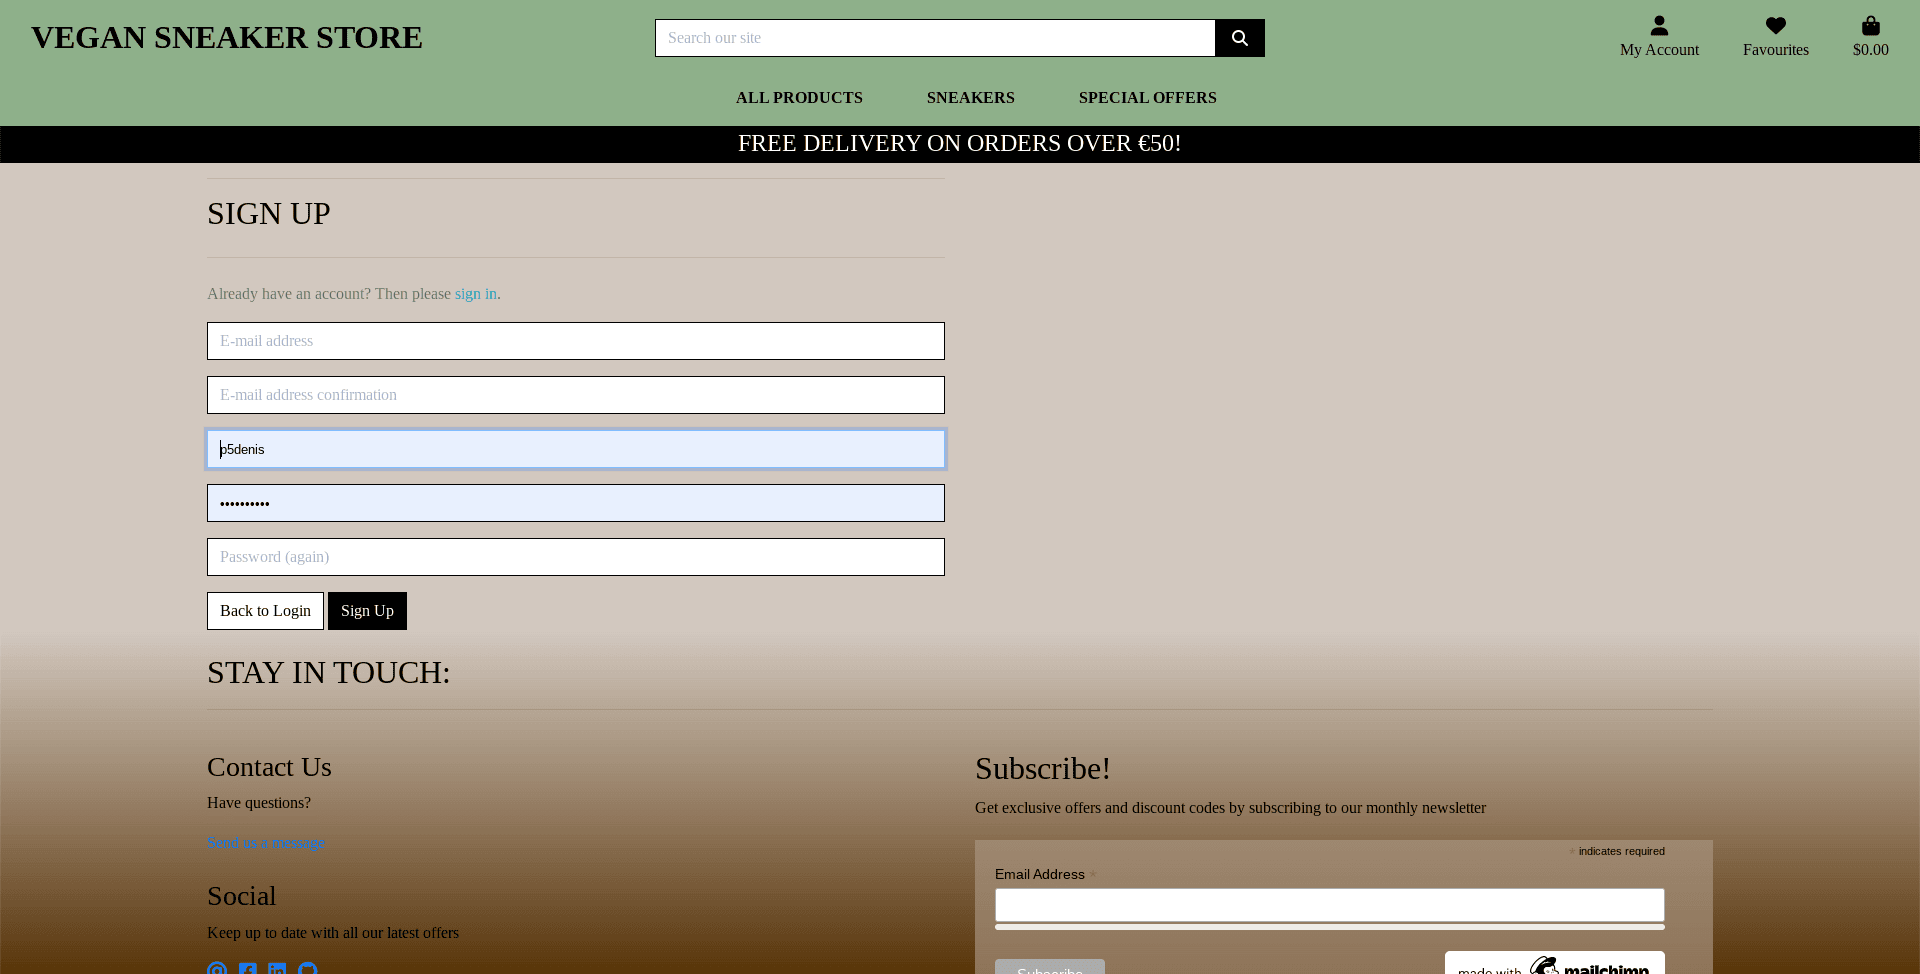 VEGAN SNEAKER STORE
Search our site
My Account
Favourites
$0.00
ALL PRODUCTS
SNEAKERS
SPECIAL OFFERS
FREE DELIVERY ON ORDERS OVER €50!
SIGN UP
Already have an account? Then please sign in.
E-mail address
E-mail address confirmation
p5denis
••••••••••
Password (again)
Back to Login
Sign Up
STAY IN TOUCH:
Contact Us
Have questions?
Send us a message
Social
Keep up to date with all our latest offers
Subscribe!
Get exclusive offers and discount codes by subscribing to our monthly newsletter
* indicates required
Email Address *
Subscribe
made with mailchimp